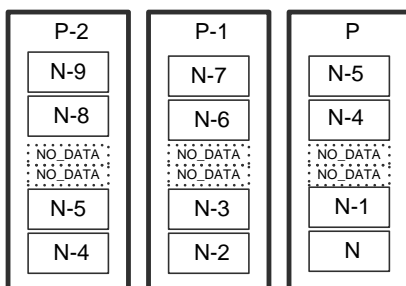 P-2
N-9
N-8
NO_DATA
NO_DATA
N-5
N-4
P-1
N-7
N-6
NO_DATA
NO_DATA
N-3
N-2
P
N-5
N-4
NO_DATA
NO_DATA
N-1
N